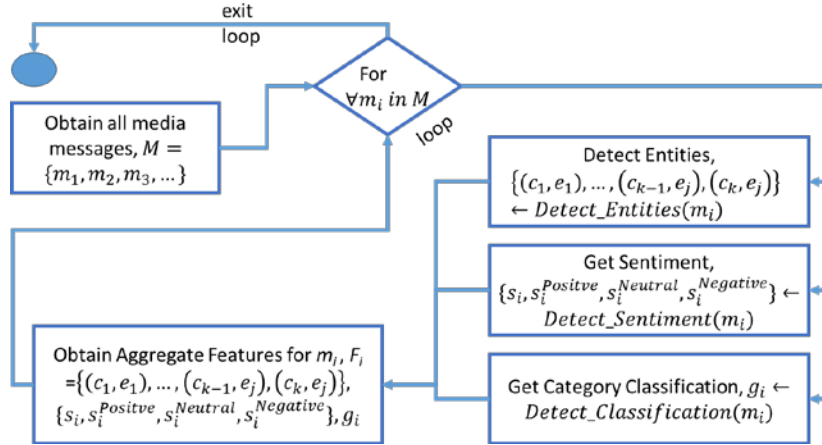 exit
loop
For
∀m_i in M
loop
Obtain all media
messages, M =
{m_1, m_2, m_3, …}
Detect Entities,
{(c_1, e_1), …, (c_{k-1}, e_j), (c_k, e_j)}
← Detect_Entities(m_i)
Get Sentiment,
{s_i, s_i^{Positve}, s_i^{Neutral}, s_i^{Negative}} ←
Detect_Sentiment(m_i)
Obtain Aggregate Features for m_i, F_i
={(c_1, e_1), …, (c_{k-1}, e_j), (c_k, e_j)},
{s_i, s_i^{Positve}, s_i^{Neutral}, s_i^{Negative}}, g_i
Get Category Classification, g_i ←
Detect_Classification(m_i)